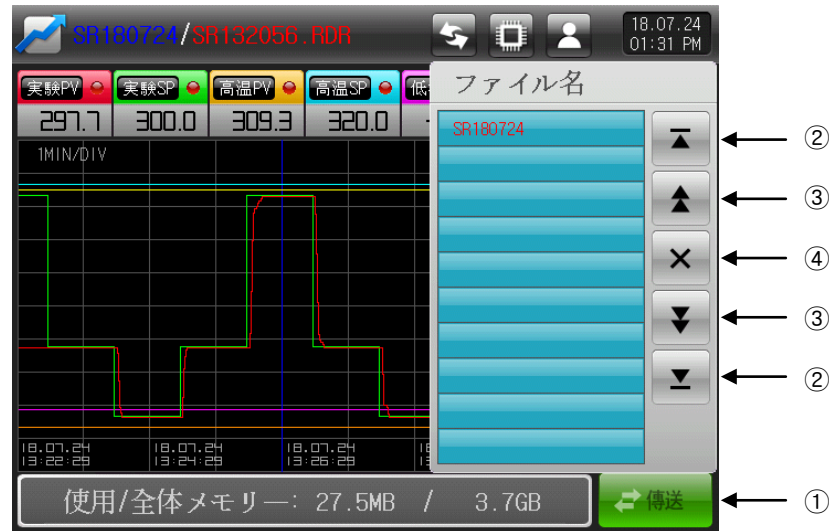 SR180724/SR132056.RDR
18.07.24
01:31 PM
実験PV 実験SP 高温PV 高温SP 低
297.7 300.0 309.3 320.0 -
1MIN/DIV
18.07.24 18.07.24 18.07.24 18
13:22:29 13:24:29 13:26:29 13
ファイル名
SR180724
②
③
④
③
②
使用/全体メモリー: 27.5MB / 3.7GB
傳送
①